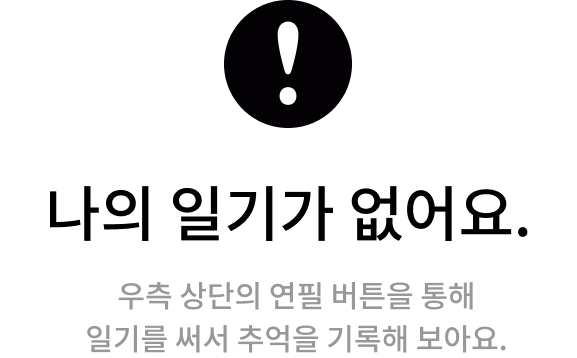 나의 일기가 없어요.
우측 상단의 연필 버튼을 통해
일기를 써서 추억을 기록해 보아요.